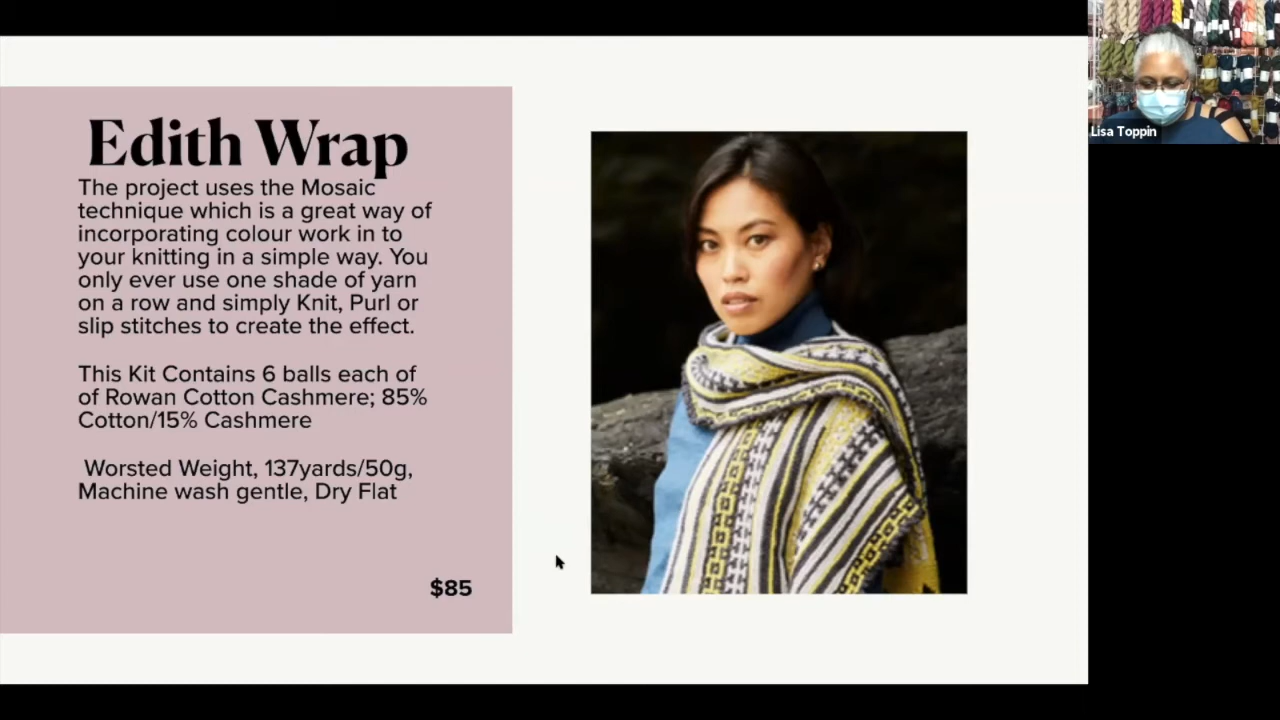 Edith Wrap
The project uses the Mosaic
technique which is a great way of
incorporating colour work in to
your knitting in a simple way. You
only ever use one shade of yarn
on a row and simply Knit, Purl or
slip stitches to create the effect.
This Kit Contains 6 balls each of
of Rowan Cotton Cashmere; 85%
Cotton/15% Cashmere
Worsted Weight, 137yards/50g,
Machine wash gentle, Dry Flat
$85
Lisa Toppin